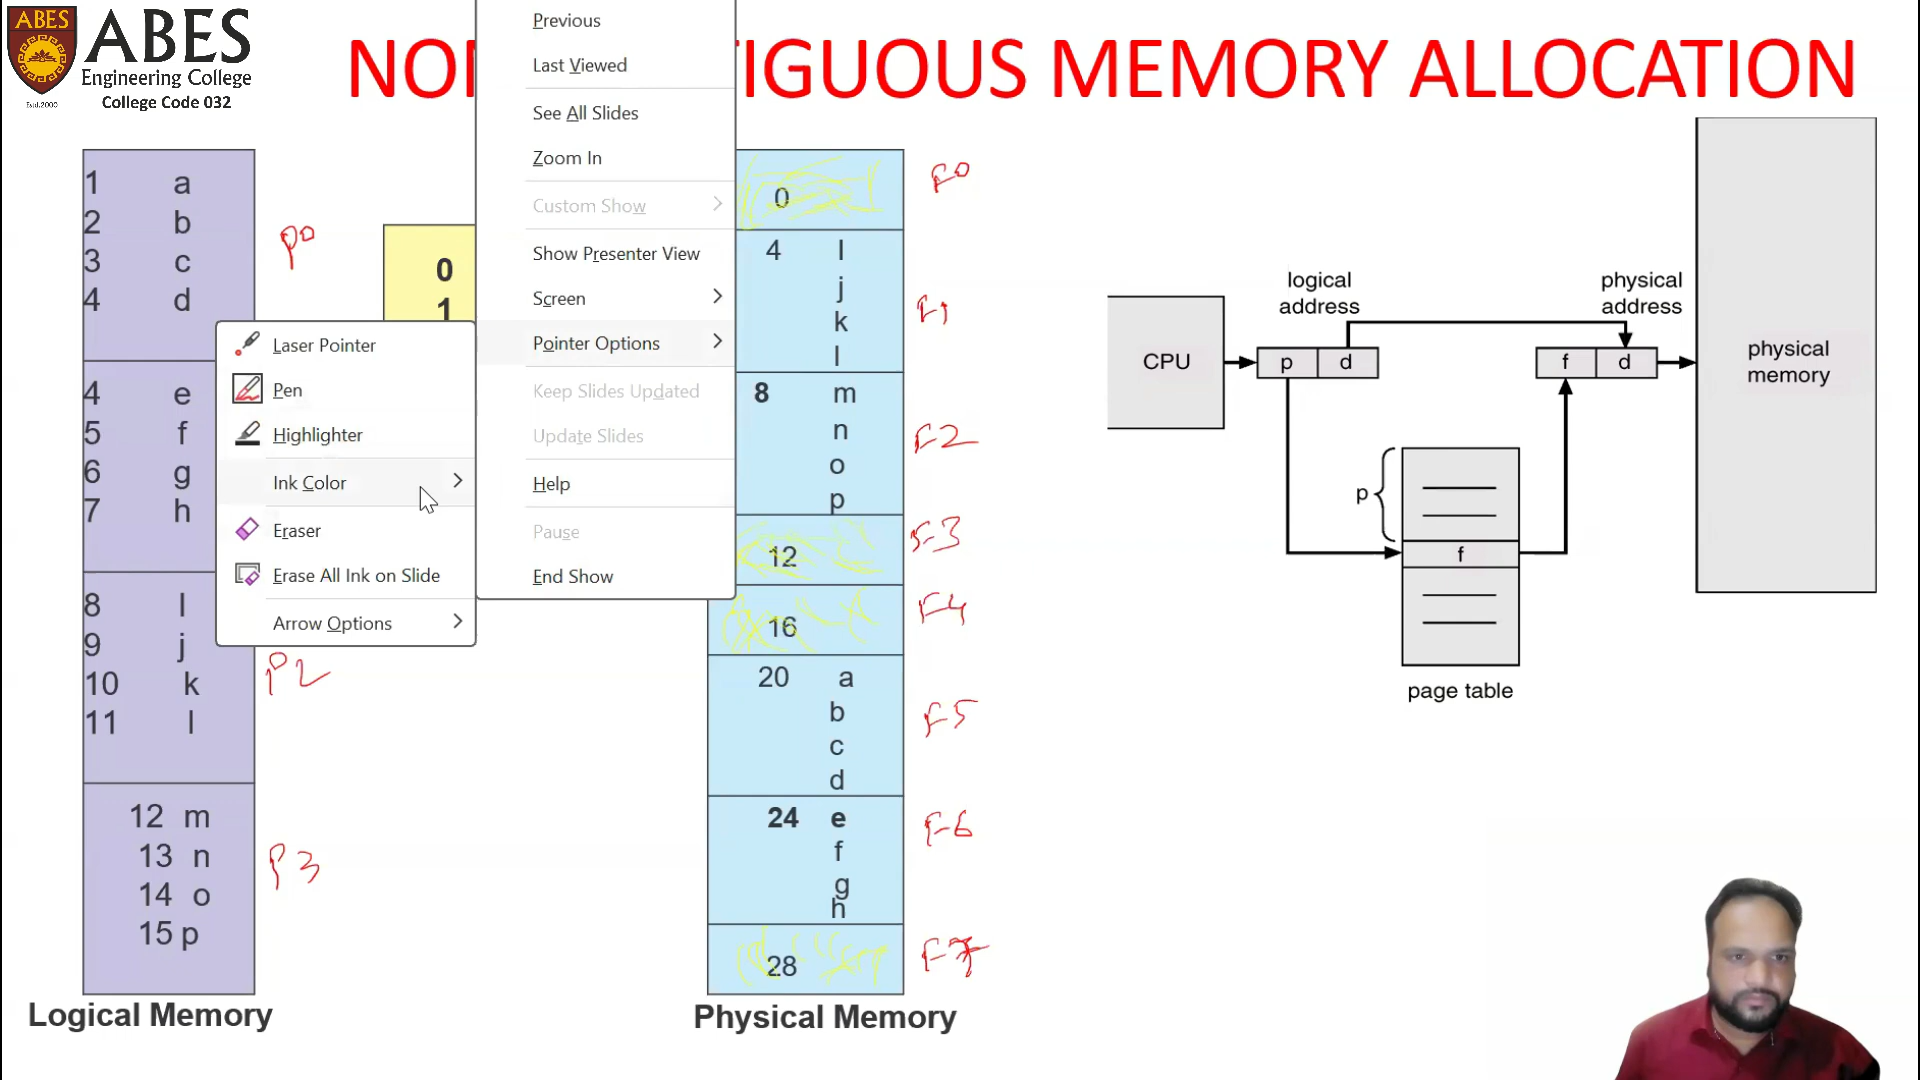 ABES
ABES
Engineering College
College Code 032
Estd.2000
NO
TIGUOUS MEMORY ALLOCATION
Previous
Last Viewed
See All Slides
Zoom In
Custom Show
Show Presenter View
Screen
Pointer Options
Keep Slides Updated
Update Slides
Help
Pause
End Show
Laser Pointer
Pen
Highlighter
Ink Color
Eraser
Erase All Ink on Slide
Arrow Options
1 a
2 b
3 c
4 d
4 e
5 f
6 g
7 h
8 I
9 j
10 k
11 l
12 m
13 n
14 o
15 p
Logical Memory
P0
P2
P3
0
1
0
4 I
j
k
l
8 m
n
o
p
12
16
20 a
b
c
d
24 e
f
g
h
28
Physical Memory
F0
F1
F2
F3
F4
F5
F6
F7
CPU
logical
address
p d
physical
address
f d
physical
memory
p
f
page table